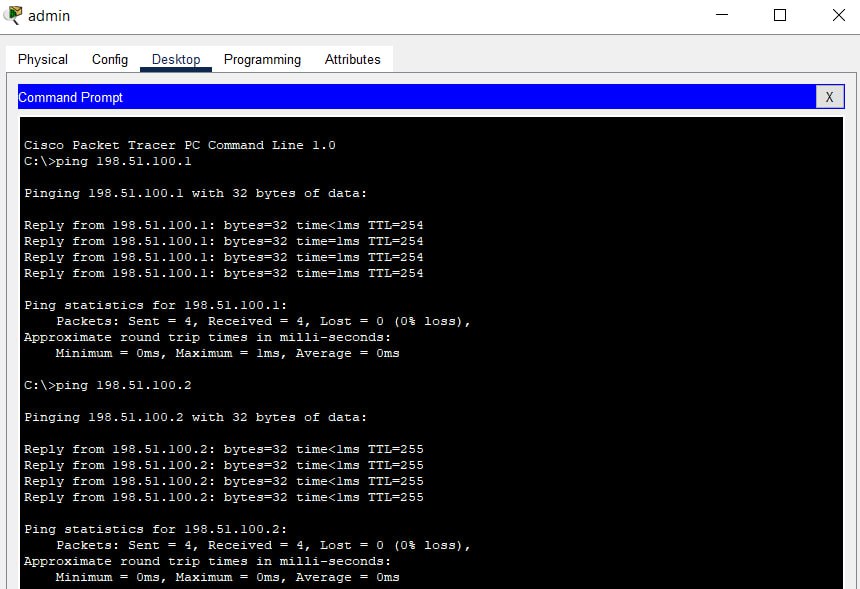 admin
Physical Config Desktop Programming Attributes
Command Prompt X
Cisco Packet Tracer PC Command Line 1.0
C:\>ping 198.51.100.1
Pinging 198.51.100.1 with 32 bytes of data:
Reply from 198.51.100.1: bytes=32 time<1ms TTL=254
Reply from 198.51.100.1: bytes=32 time=1ms TTL=254
Reply from 198.51.100.1: bytes=32 time=1ms TTL=254
Reply from 198.51.100.1: bytes=32 time=1ms TTL=254
Ping statistics for 198.51.100.1:
Packets: Sent = 4, Received = 4, Lost = 0 (0% loss),
Approximate round trip times in milli-seconds:
Minimum = 0ms, Maximum = 1ms, Average = 0ms
C:\>ping 198.51.100.2
Pinging 198.51.100.2 with 32 bytes of data:
Reply from 198.51.100.2: bytes=32 time<1ms TTL=255
Reply from 198.51.100.2: bytes=32 time<1ms TTL=255
Reply from 198.51.100.2: bytes=32 time<1ms TTL=255
Reply from 198.51.100.2: bytes=32 time<1ms TTL=255
Ping statistics for 198.51.100.2:
Packets: Sent = 4, Received = 4, Lost = 0 (0% loss),
Approximate round trip times in milli-seconds:
Minimum = 0ms, Maximum = 0ms, Average = 0ms